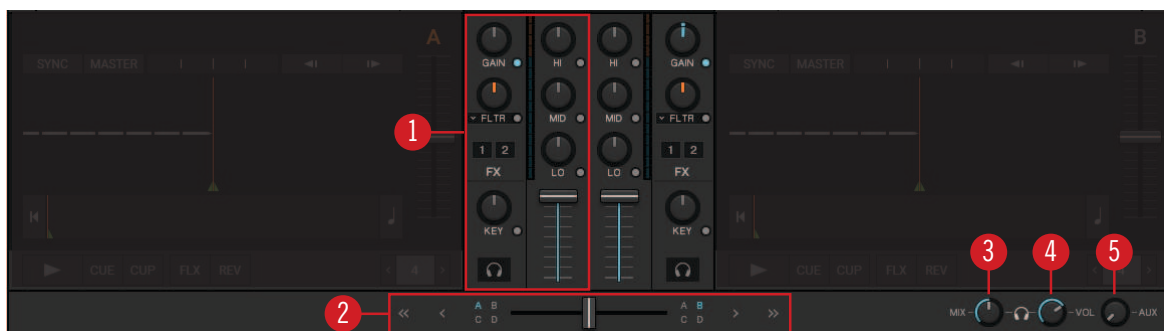 A
B
SYNC MASTER
GAIN HI HI GAIN
SYNC MASTER
FLTR MID MID FLTR
1
1 2
1 2
FX LO LO FX
KEY KEY
CUE CUP FLX REV 4
CUE CUP FLX REV
3 4 5
2
A B
C D
A B
C D
MIX VOL AUX